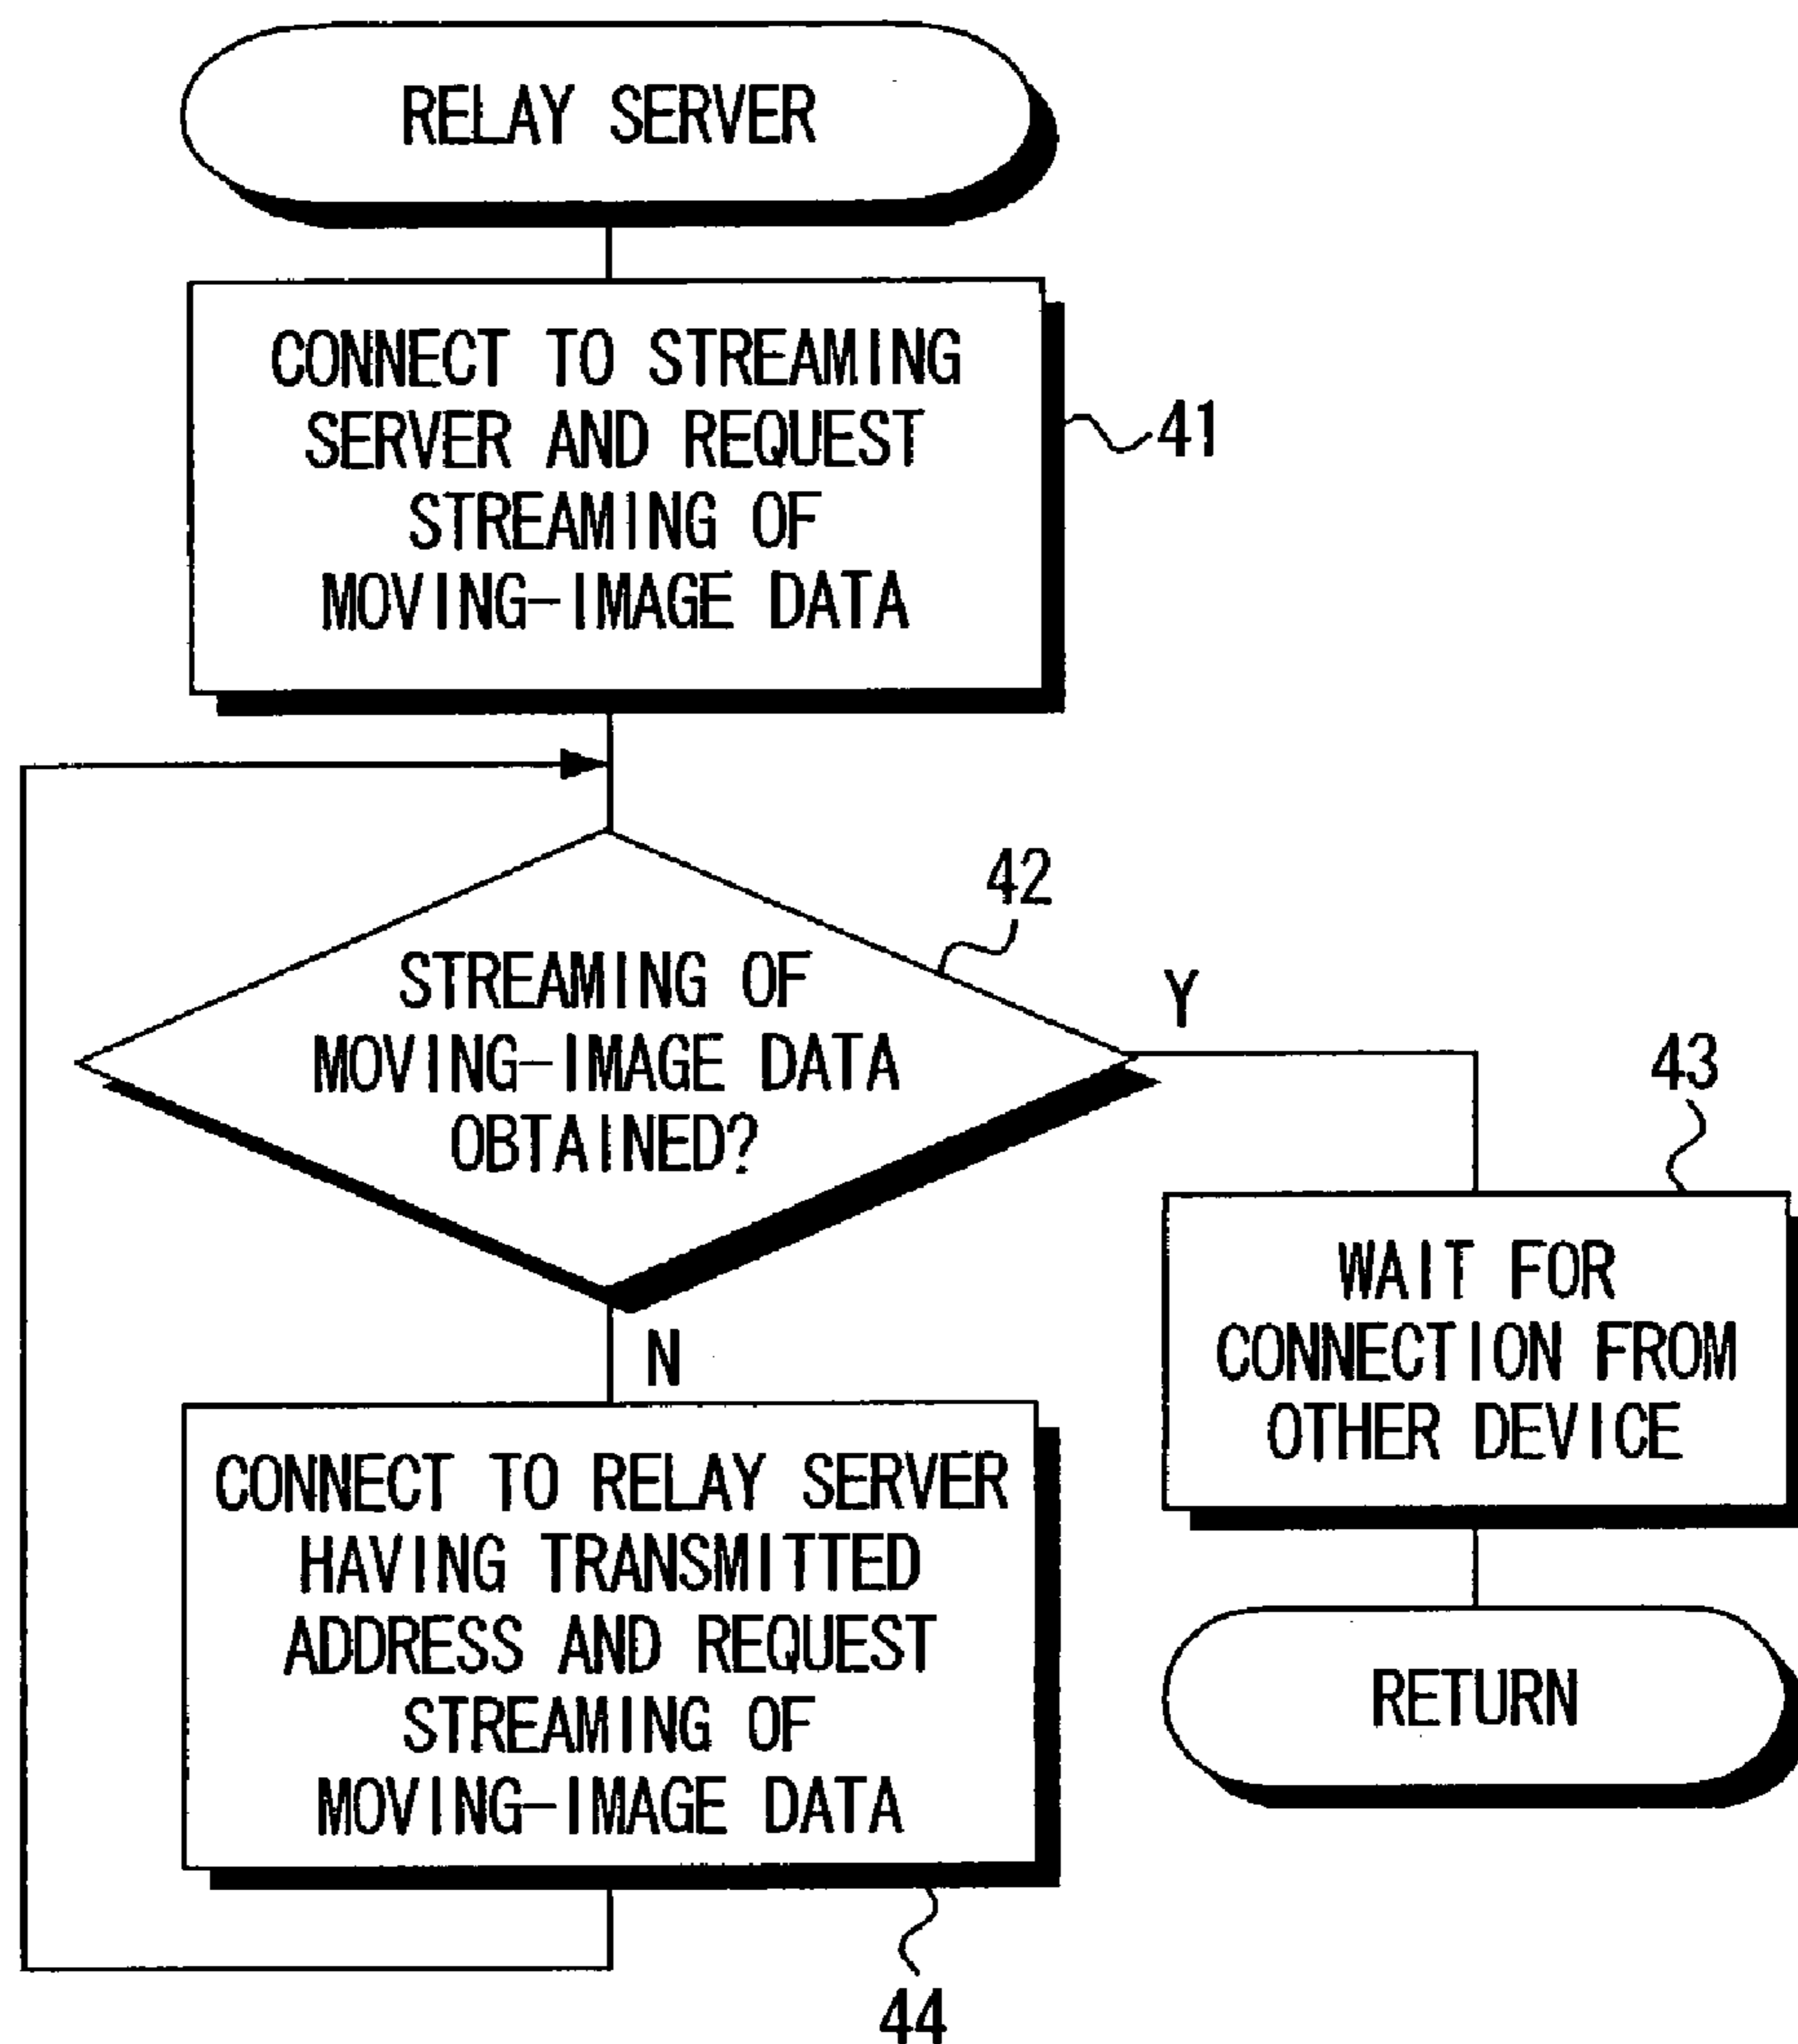 RELAY SERVER
CONNECT TO STREAMING
SERVER AND REQUEST
STREAMING OF
MOVING-IMAGE DATA
41
42
STREAMING OF
MOVING-IMAGE DATA
OBTAINED?
Y
N
43
WAIT FOR
CONNECTION FROM
OTHER DEVICE
RETURN
CONNECT TO RELAY SERVER
HAVING TRANSMITTED
ADDRESS AND REQUEST
STREAMING OF
MOVING-IMAGE DATA
44